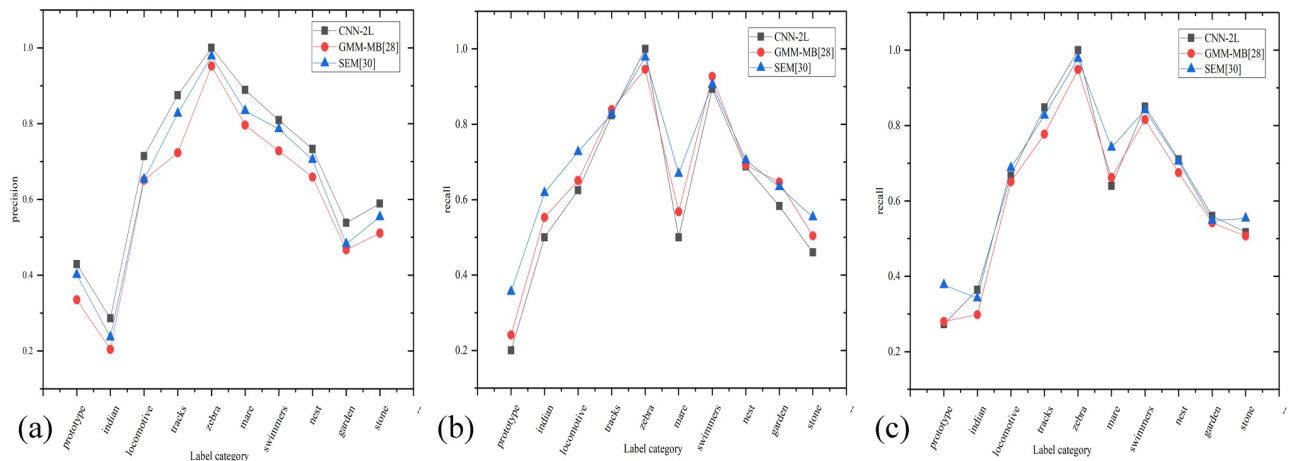 CNN-2L
GMM-MB[28]
SEM[30]
1.0
0.8
0.6
0.4
0.2
precision
prototype
indian
locomotive
tracks
zebra
mare
swimmers
nest
garden
stone
--
Label category
(a)
CNN-2L
GMM-MB[28]
SEM[30]
1.0
0.8
0.6
0.4
0.2
recall
prototype
indian
locomotive
tracks
zebra
mare
swimmers
nest
garden
stone
--
Label category
(b)
CNN-2L
GMM-MB[28]
SEM[30]
1.0
0.8
0.6
0.4
0.2
recall
prototype
indian
locomotive
tracks
zebra
mare
swimmers
nest
garden
stone
--
Label category
(c)